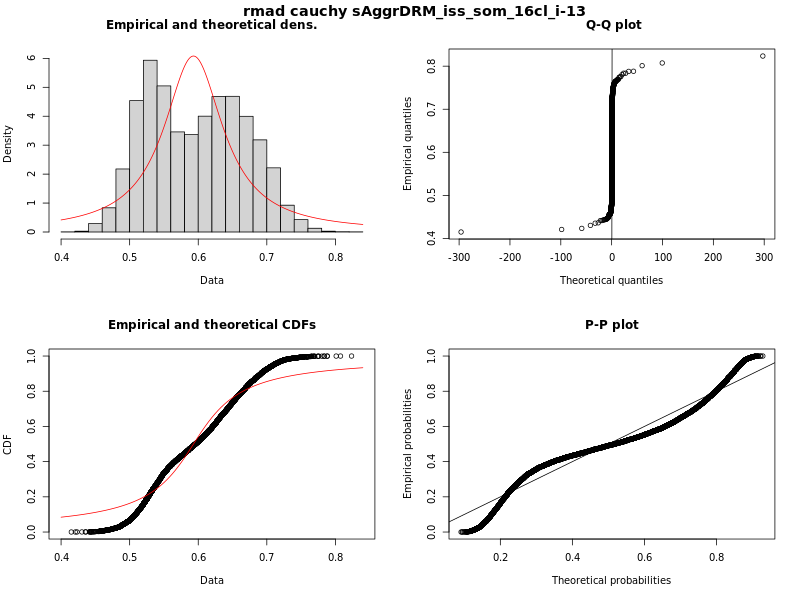 rmad cauchy sAggrDRM_iss_som_16cl_i-13
Empirical and theoretical dens.
Density
0 1 2 3 4 5 6
0.4 0.5 0.6 0.7 0.8
Data
Q-Q plot
Empirical quantiles
0.4 0.5 0.6 0.7 0.8
-300 -200 -100 0 100 200 300
Theoretical quantiles
Empirical and theoretical CDFs
CDF
0.0 0.2 0.4 0.6 0.8 1.0
0.4 0.5 0.6 0.7 0.8
Data
P-P plot
Empirical probabilities
0.0 0.2 0.4 0.6 0.8 1.0
0.2 0.4 0.6 0.8
Theoretical probabilities